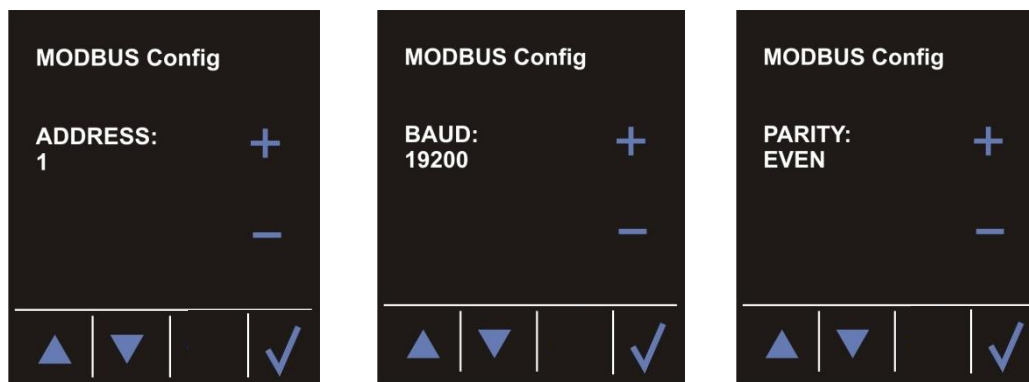 MODBUS Config
ADDRESS:
1
MODBUS Config
BAUD:
19200
MODBUS Config
PARITY:
EVEN